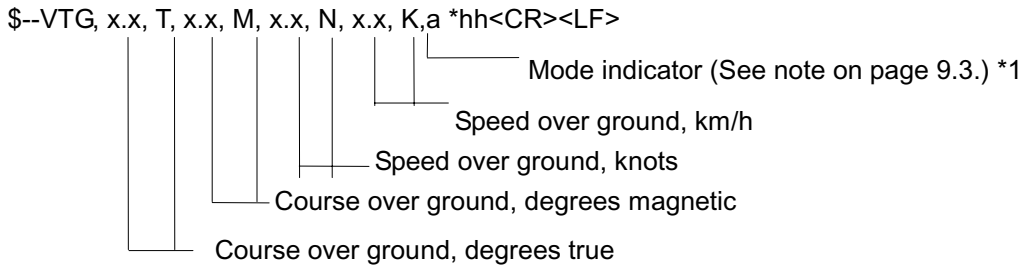 $--VTG, x.x, T, x.x, M, x.x, N, x.x, K,a *hh<CR><LF>
Mode indicator (See note on page 9.3.) *1
Speed over ground, km/h
Speed over ground, knots
Course over ground, degrees magnetic
Course over ground, degrees true